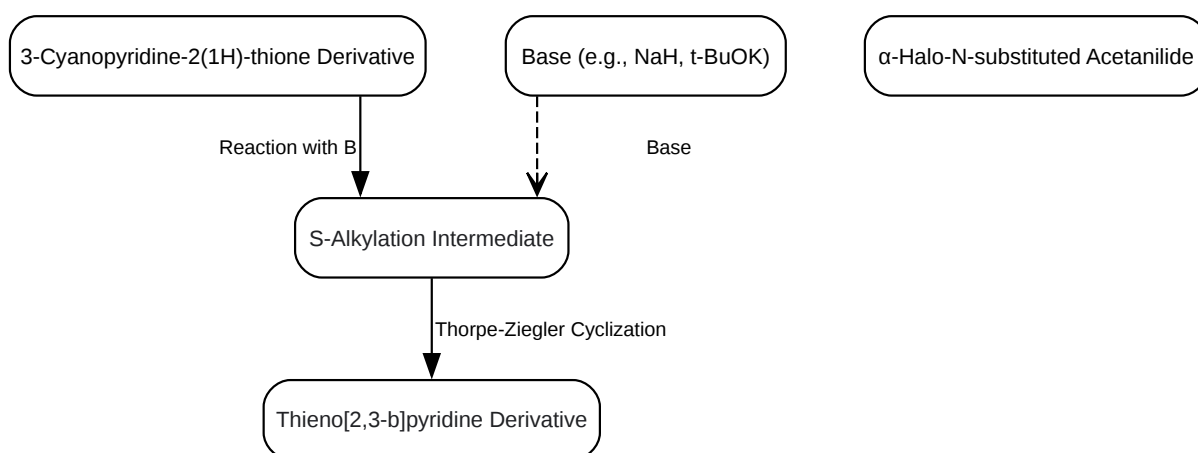 3-Cyanopyridine-2(1H)-thione Derivative
Base (e.g., NaH, t-BuOK)
α-Halo-N-substituted Acetanilide
Reaction with B
Base
S-Alkylation Intermediate
Thorpe-Ziegler Cyclization
Thieno[2,3-b]pyridine Derivative